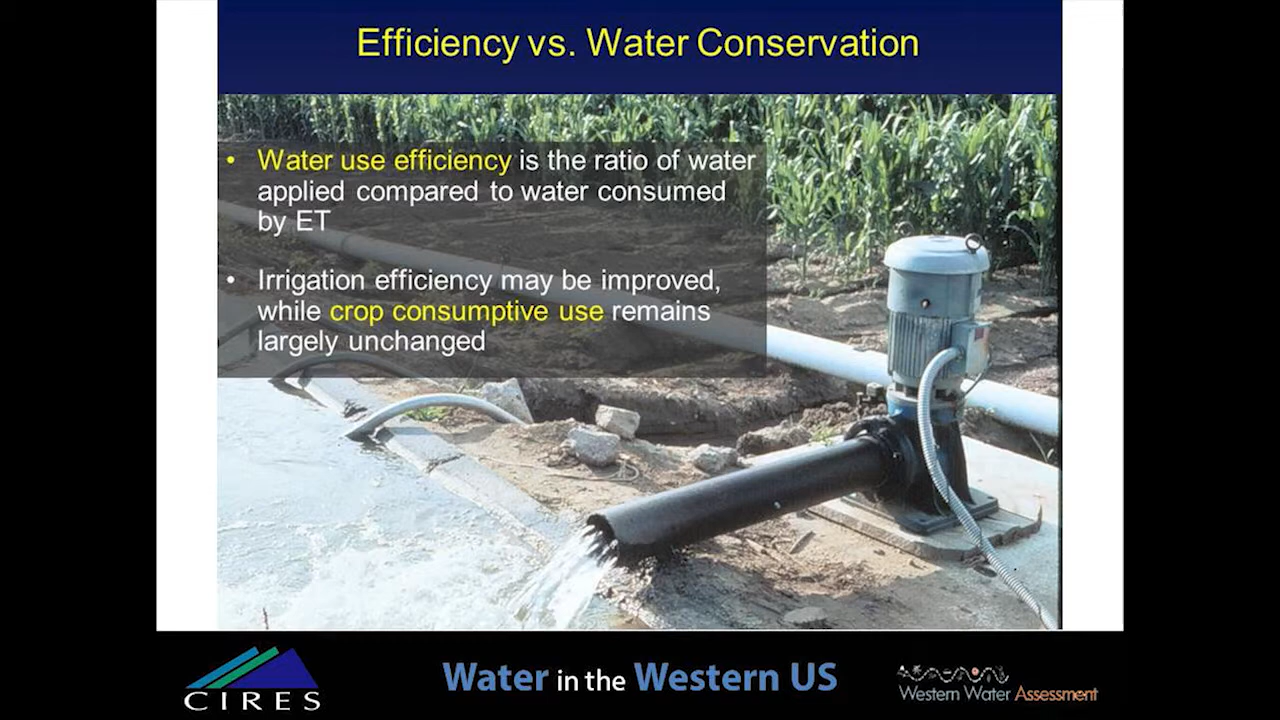 Efficiency vs. Water Conservation
• Water use efficiency is the ratio of water
applied compared to water consumed
by ET
• Irrigation efficiency may be improved,
while crop consumptive use remains
largely unchanged
CIRES
Water in the Western US
Western Water Assessment